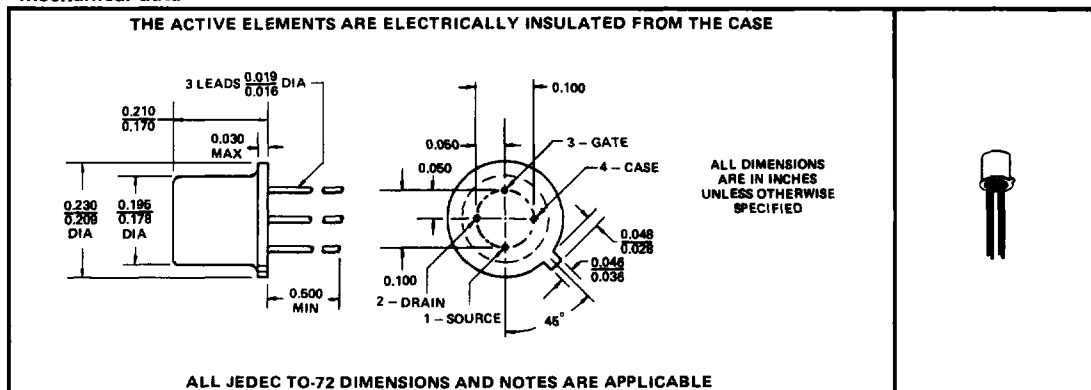 THE ACTIVE ELEMENTS ARE ELECTRICALLY INSULATED FROM THE CASE
3 LEADS 0.019
0.016 DIA
0.100
0.210
0.170
0.030
MAX
0.050
0.050
3 – GATE
4 – CASE
ALL DIMENSIONS
ARE IN INCHES
UNLESS OTHERWISE
SPECIFIED
0.230
0.209
DIA
0.195
0.178
DIA
0.048
0.028
0.046
0.036
0.500
MIN
0.100
2 – DRAIN
1 – SOURCE
45°
ALL JEDEC TO-72 DIMENSIONS AND NOTES ARE APPLICABLE